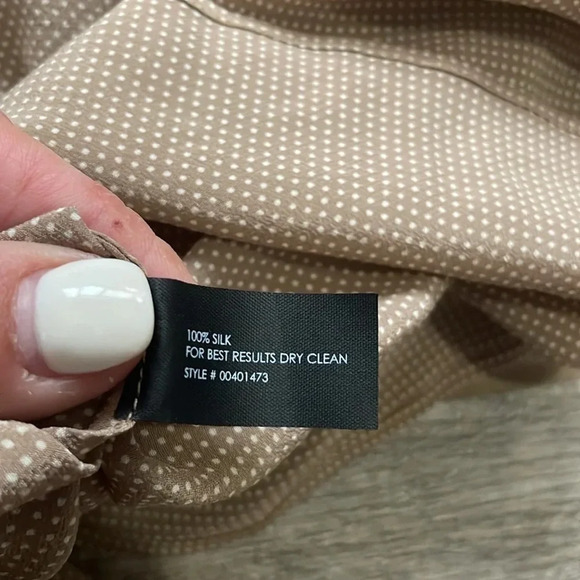 100% SILK
FOR BEST RESULTS DRY CLEAN
STYLE # 00401473